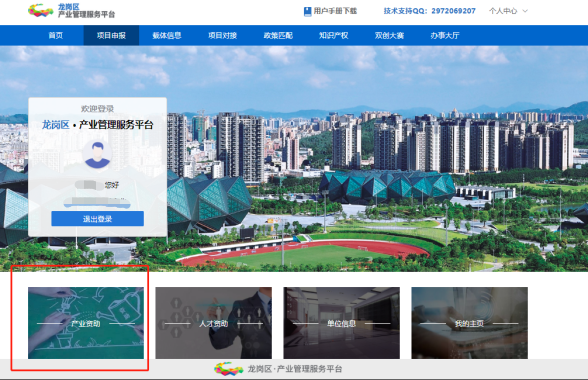 龙岗区
产业管理服务平台
用户手册下载
技术支持QQ：2972069207
个人中心
首页 项目申报 载体信息 项目对接 政策匹配 知识产权 双创大赛 办事大厅
欢迎登录
龙岗区·产业管理服务平台
您好
退出登录
产业资助
人才资助
单位信息
我的主页
龙岗区·产业管理服务平台